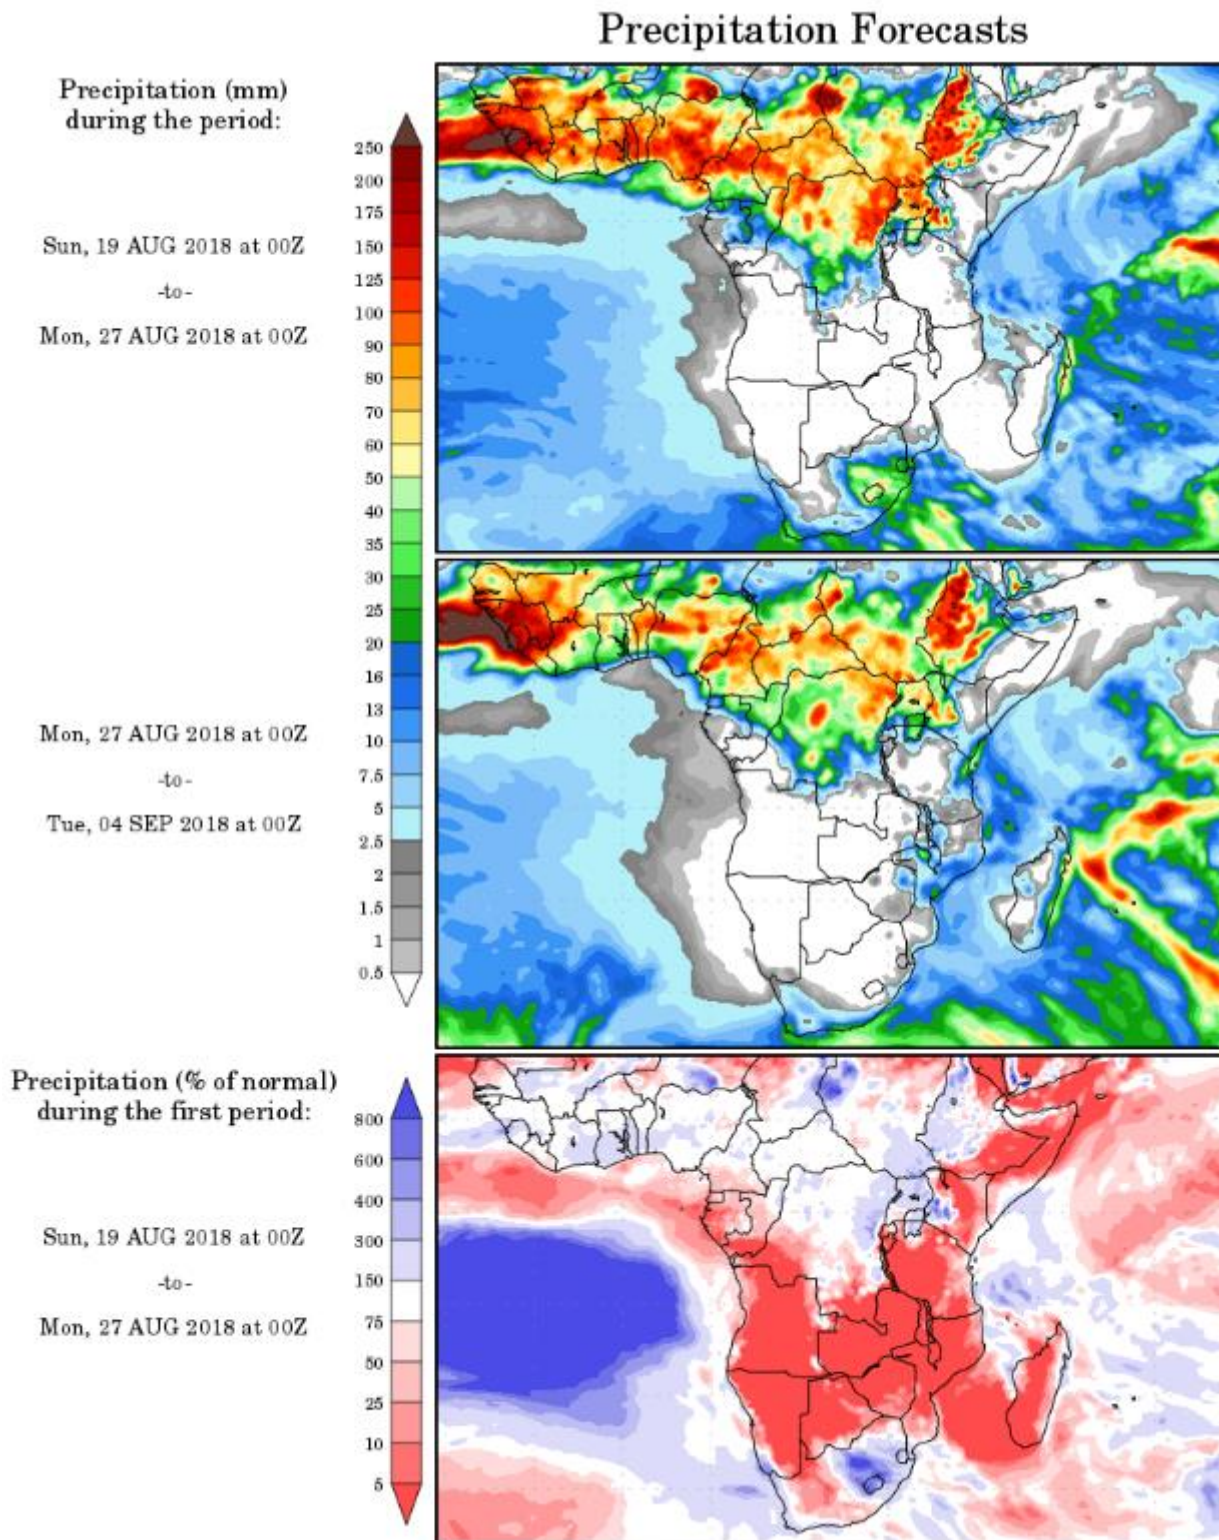 Precipitation Forecasts
Precipitation (mm)
during the period:
Sun, 19 AUG 2018 at 00Z
-to-
Mon, 27 AUG 2018 at 00Z
Mon, 27 AUG 2018 at 00Z
-to-
Tue, 04 SEP 2018 at 00Z
250
200
175
150
125
100
90
80
70
60
50
40
35
30
25
20
16
13
10
7.5
5
2.5
2
1.5
1
0.5
Precipitation (% of normal)
during the first period:
Sun, 19 AUG 2018 at 00Z
-to-
Mon, 27 AUG 2018 at 00Z
800
600
400
300
150
75
50
25
10
5